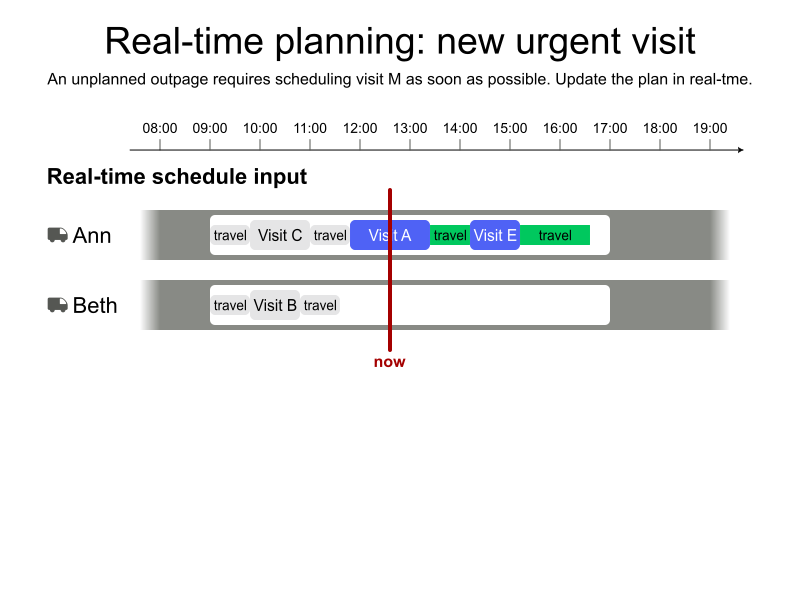 Real-time planning: new urgent visit
An unplanned outpage requires scheduling visit M as soon as possible. Update the plan in real-tme.
08:00 09:00 10:00 11:00 12:00 13:00 14:00 15:00 16:00 17:00 18:00 19:00
Real-time schedule input
Ann travel Visit C travel Visit A travel Visit E travel
Beth travel Visit B travel
now